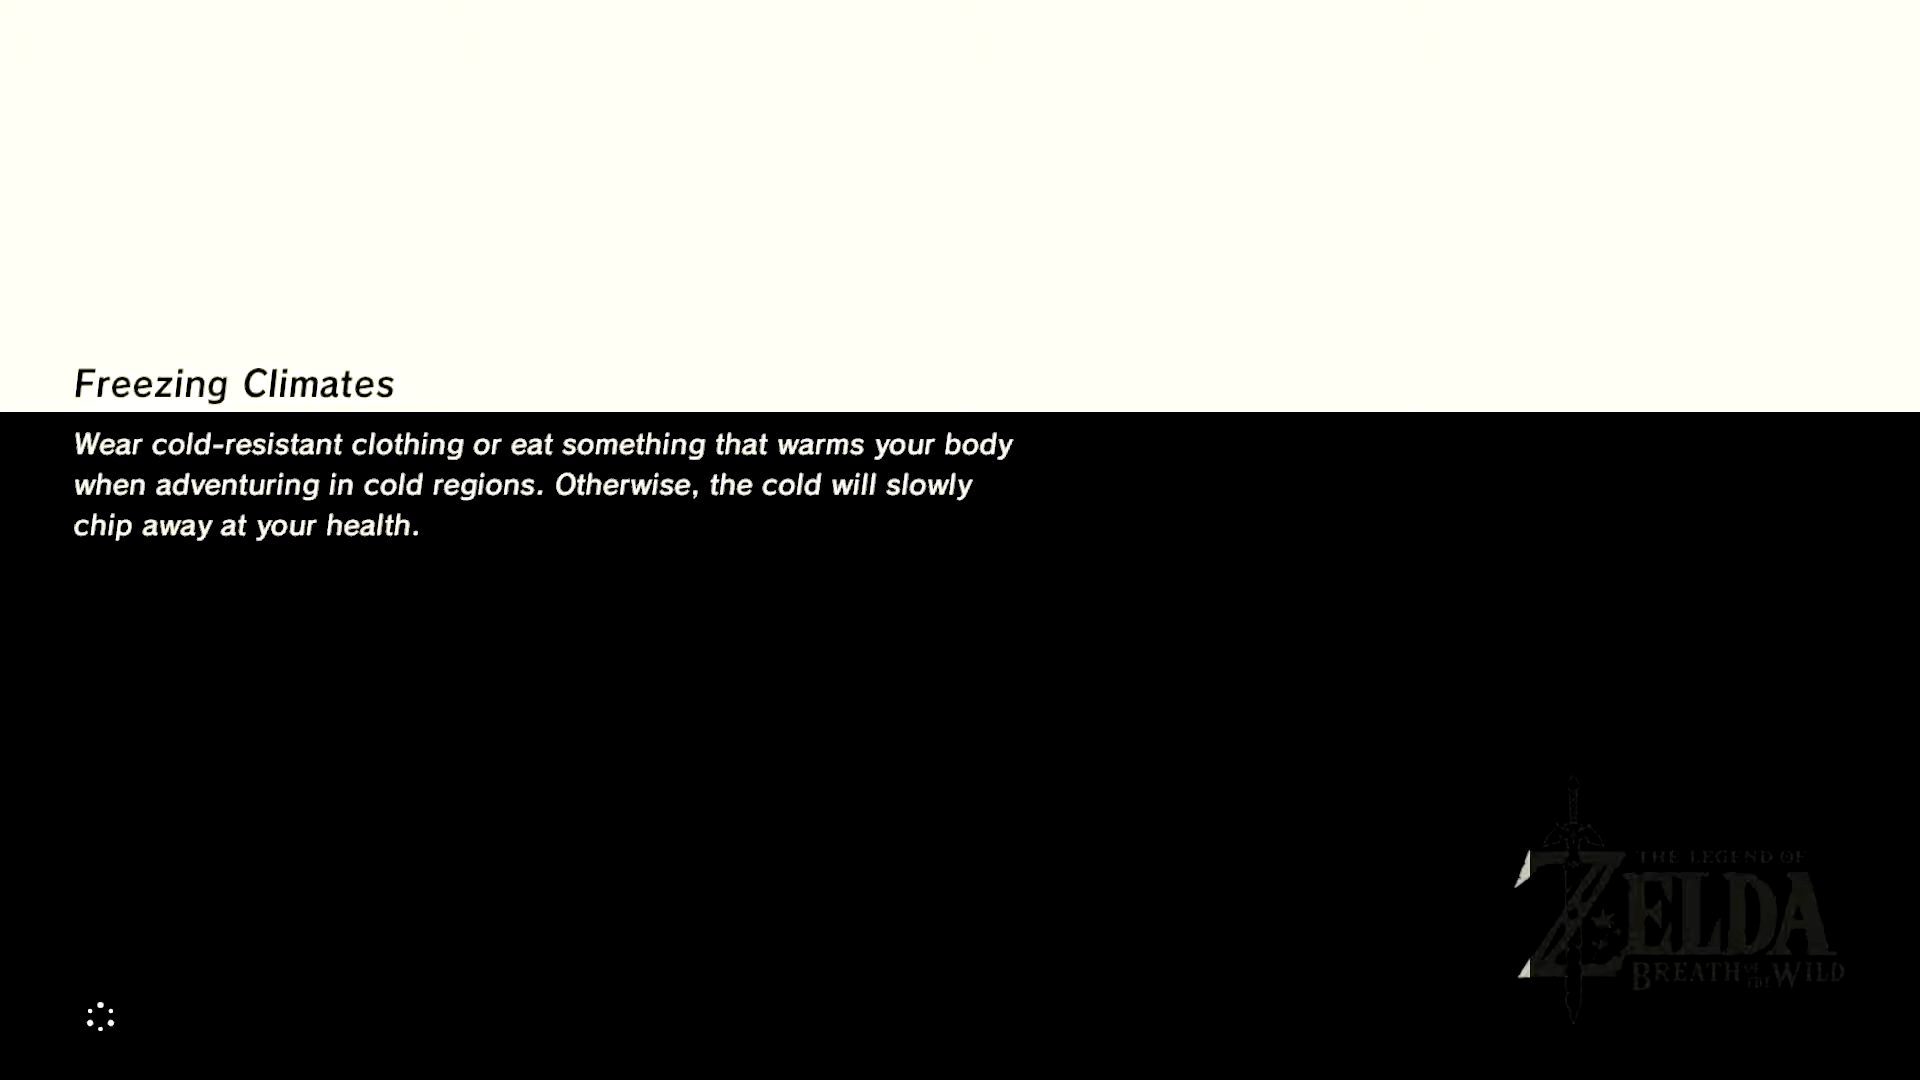 Freezing Climates
Wear cold-resistant clothing or eat something that warms your body
when adventuring in cold regions. Otherwise, the cold will slowly
chip away at your health.
THE LEGEND OF
ZELDA
BREATH OF THE WILD